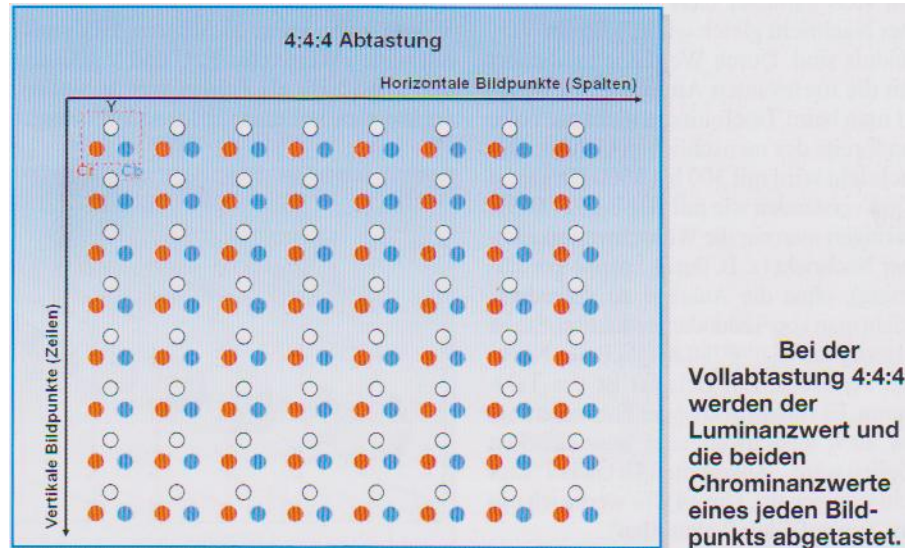 4:4:4 Abtastung
Horizontale Bildpunkte (Spalten)
Y
Cr
Cb
Vertikale Bildpunkte (Zeilen)
Bei der
Vollabtastung 4:4:4
werden der
Luminanzwert und
die beiden
Chrominanzwerte
eines jeden Bild-
punkts abgetastet.